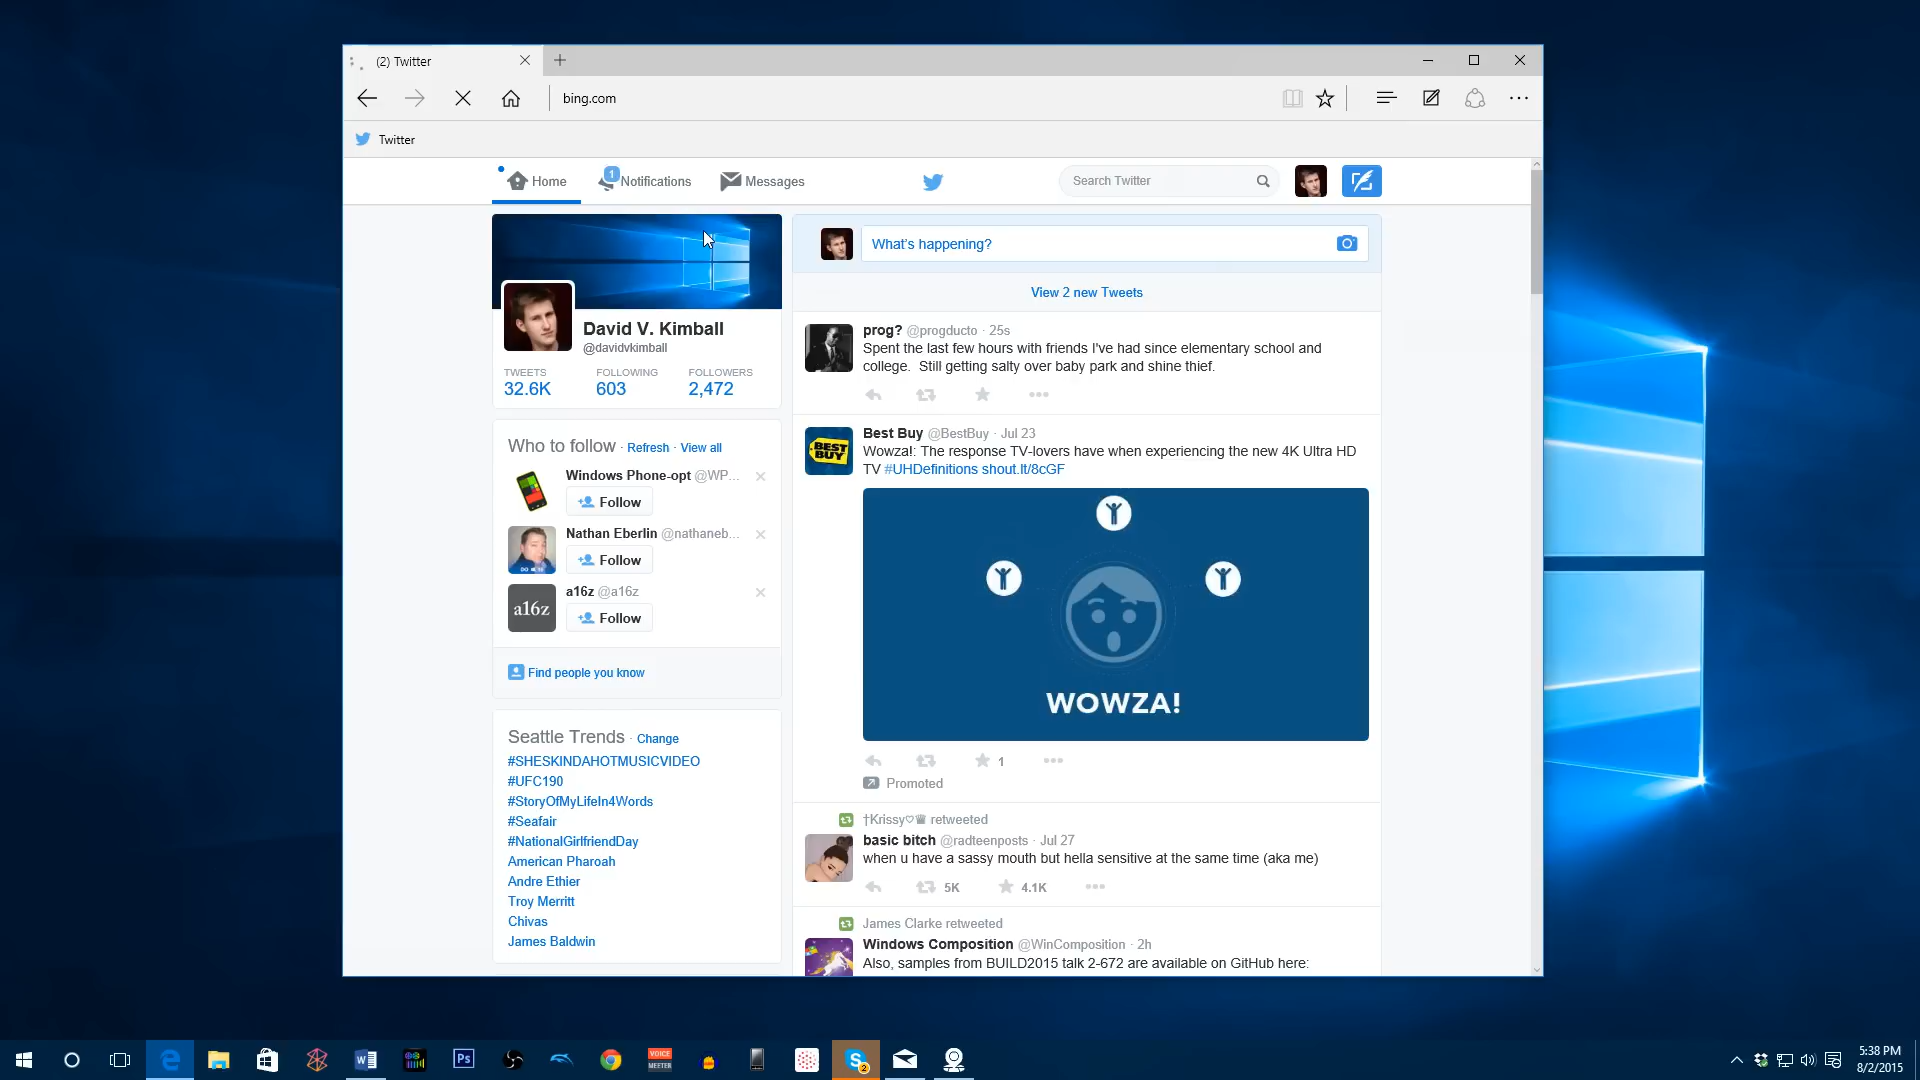 (2) Twitter
bing.com
Twitter
Home
1
Notifications
Messages
Search Twitter
What's happening?
View 2 new Tweets
David V. Kimball
@davidvkimball
TWEETS FOLLOWING FOLLOWERS
32.6K 603 2,472
Who to follow · Refresh · View all
Windows Phone-opt @WP...
Follow
Nathan Eberlin @nathaneb...
Follow
a16z
a16z @a16z
Follow
Find people you know
Seattle Trends · Change
#SHESKINDAHOTMUSICVIDEO
#UFC190
#StoryOfMyLifeIn4Words
#Seafair
#NationalGirlfriendDay
American Pharoah
Andre Ethier
Troy Merritt
Chivas
James Baldwin
prog? @progducto · 25s
Spent the last few hours with friends I've had since elementary school and
college. Still getting salty over baby park and shine thief.
BEST BUY
Best Buy @BestBuy · Jul 23
Wowza!: The response TV-lovers have when experiencing the new 4K Ultra HD
TV #UHDefinitions shout.lt/8cGF
WOWZA!
1
Promoted
†Krissy♡♛ retweeted
basic bitch @radteenposts · Jul 27
when u have a sassy mouth but hella sensitive at the same time (aka me)
5K 4.1K
James Clarke retweeted
Windows Composition @WinComposition · 2h
Also, samples from BUILD2015 talk 2-672 are available on GitHub here:
Ps
VOICE
MEETER
S
2
5:38 PM
8/2/2015